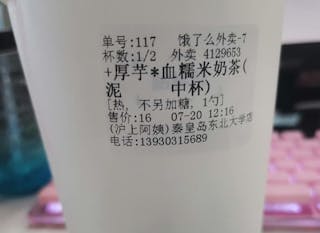 单号:117 饿了么外卖-7
杯数:1/2 外卖 4129653
+厚芋*血糯米奶茶(
泥 中杯)
[热, 不另加糖, 1勺]
售价:16 07-20 12:16
(沪上阿姨)秦皇岛东北大学店
电话:13930315689